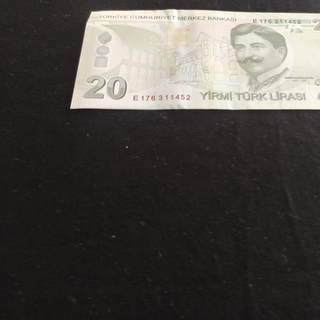 TÜRKİYE CUMHURİYET MERKEZ BANKASI
E 176 311452
20
E 176 311452
YİRMİ TÜRK LİRASI